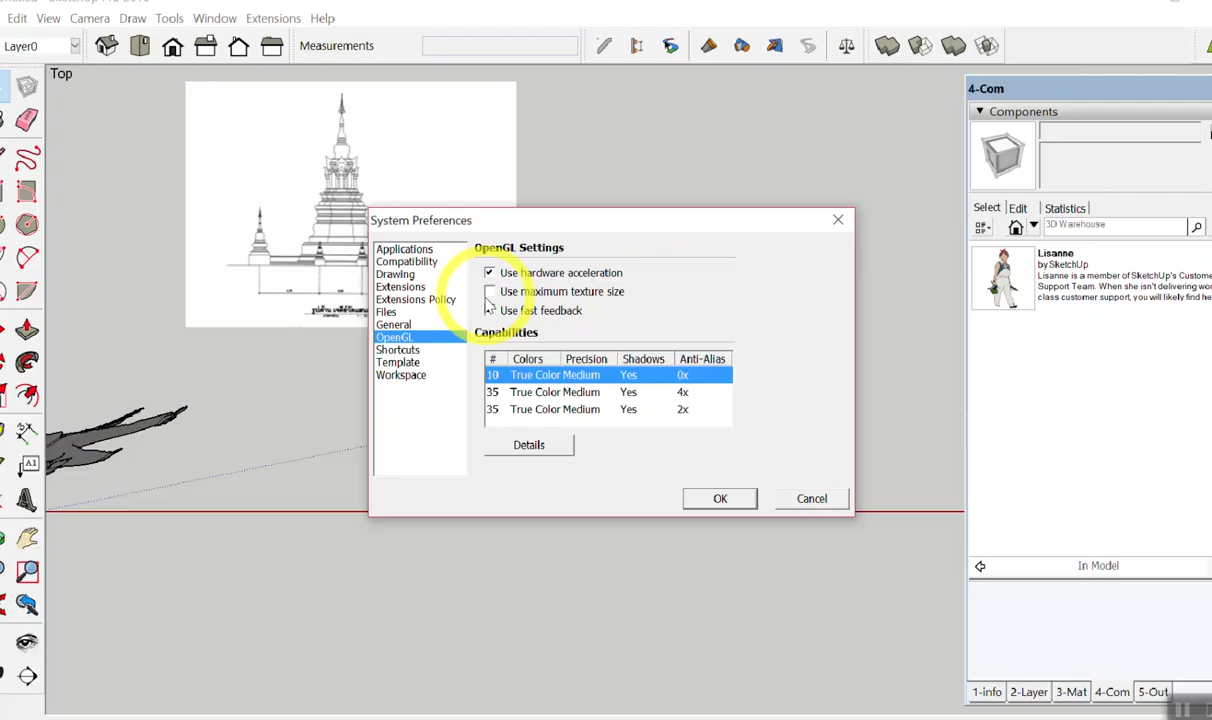 Edit View Camera Draw Tools Window Extensions Help
Layer0
Measurements
Top
4-Com
Components
Select Edit Statistics
3D Warehouse
Lisanne
by SketchUp
Lisanne is a member of SketchUp's Custome
Support Team. When she isn't delivering wor
class customer support, you will likely find he
In Model
1-info 2-Layer 3-Mat 4-Com 5-Out
A1
System Preferences
Applications
Compatibility
Drawing
Extensions
Extensions Policy
Files
General
OpenGL
Shortcuts
Template
Workspace
OpenGL Settings
Use hardware acceleration
Use maximum texture size
Use fast feedback
Capabilities
# Colors Precision Shadows Anti-Alias
10 True Color Medium Yes 0x
35 True Color Medium Yes 4x
35 True Color Medium Yes 2x
Details
OK Cancel